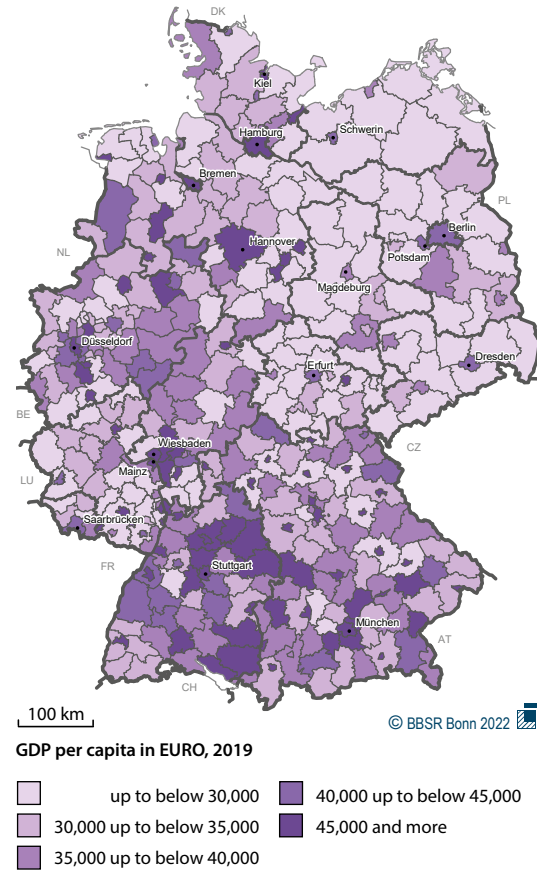 DK
Kiel
Hamburg
Schwerin
Bremen
PL
Berlin
Hannover
Potsdam
NL
Magdeburg
Düsseldorf
Dresden
Erfurt
BE
Wiesbaden
CZ
Mainz
LU
Saarbrücken
FR
Stuttgart
München
AT
CH
100 km
© BBSR Bonn 2022
GDP per capita in EURO, 2019
up to below 30,000
40,000 up to below 45,000
30,000 up to below 35,000
45,000 and more
35,000 up to below 40,000